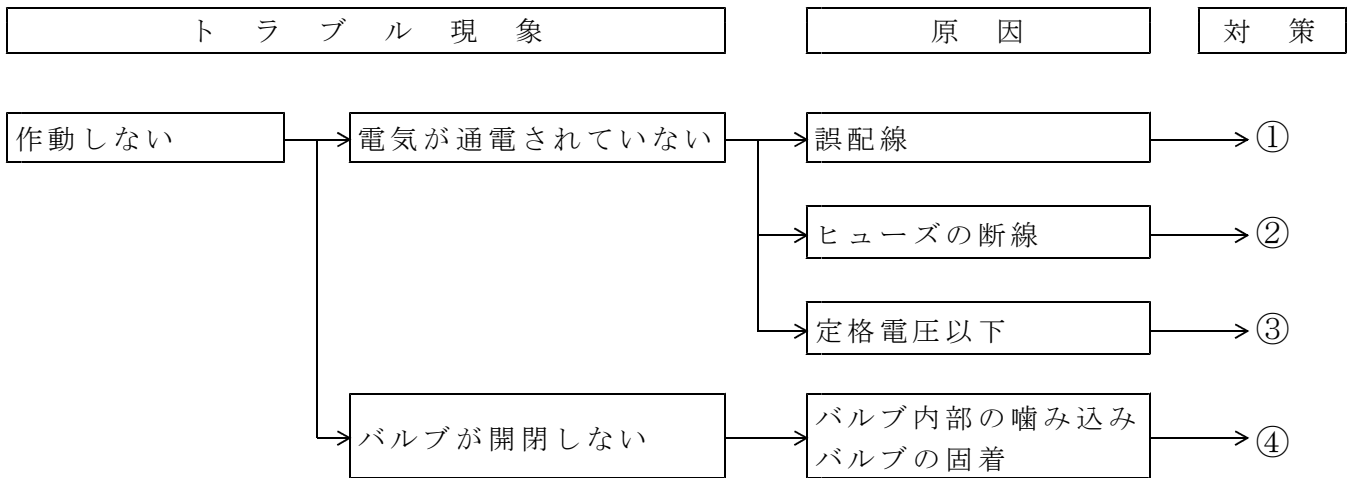 トラブル現象
原因
対策
作動しない
電気が通電されていない
誤配線
①
ヒューズの断線
②
定格電圧以下
③
バルブが開閉しない
バルブ内部の噛み込み
バルブの固着
④